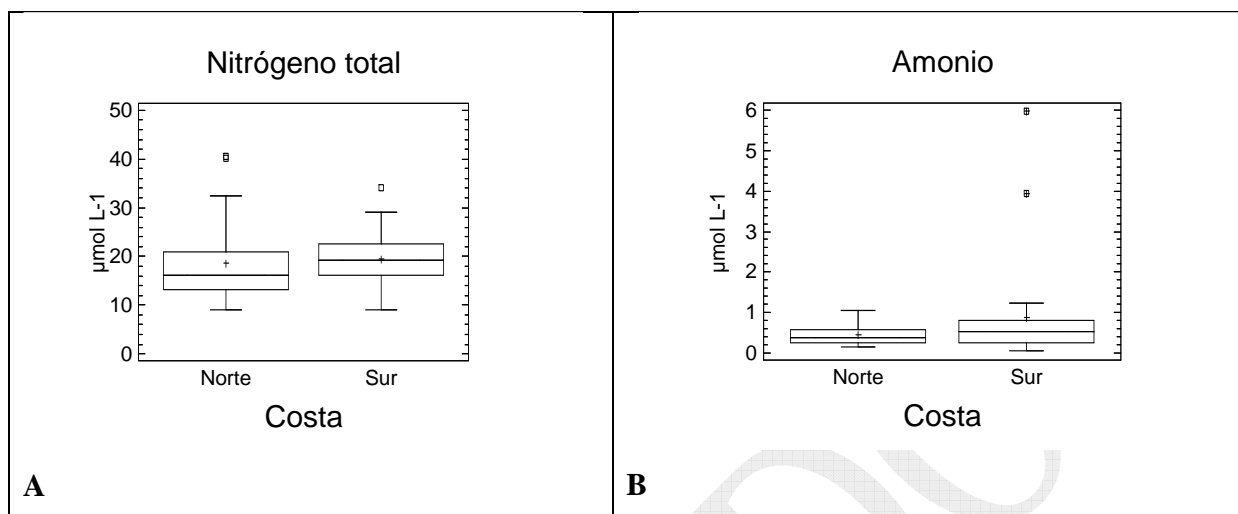 Nitrógeno total
50
40
30
20
10
0
µmol L-1
Norte Sur
Costa
A
Amonio
6
5
4
3
2
1
0
µmol L-1
Norte Sur
Costa
B